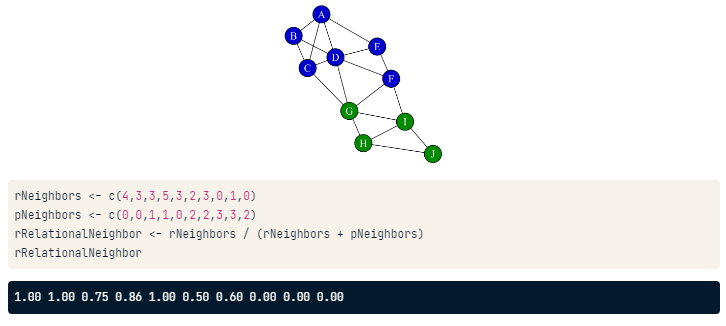 A
B
E
D
C
F
G
I
H
J
rNeighbors <- c(4,3,3,5,3,2,3,0,1,0)
pNeighbors <- c(0,0,1,1,0,2,2,3,3,2)
rRelationalNeighbor <- rNeighbors / (rNeighbors + pNeighbors)
rRelationalNeighbor
1.00 1.00 0.75 0.86 1.00 0.50 0.60 0.00 0.00 0.00